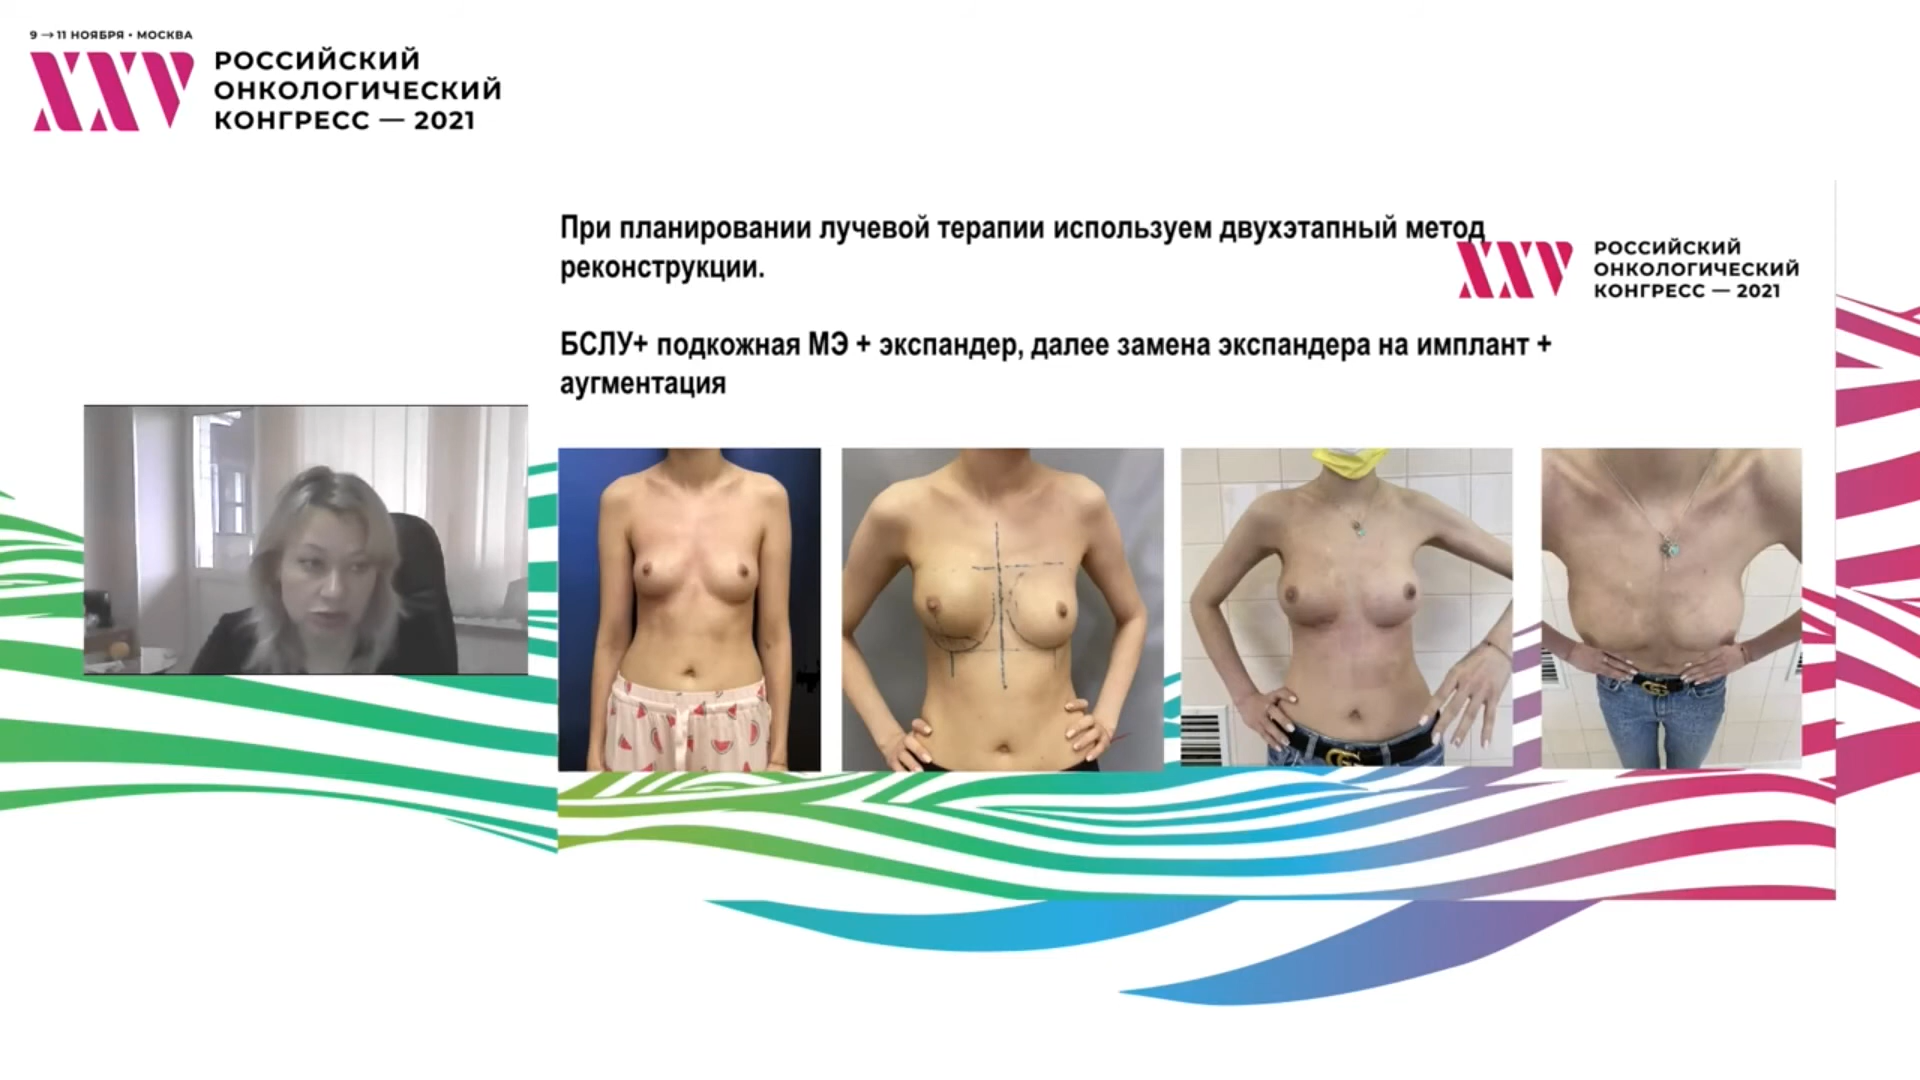 9 → 11 НОЯБРЯ • МОСКВА
XXV
РОССИЙСКИЙ
ОНКОЛОГИЧЕСКИЙ
КОНГРЕСС — 2021
При планировании лучевой терапии используем двухэтапный метод
реконструкции.
XXV
РОССИЙСКИЙ
ОНКОЛОГИЧЕСКИЙ
КОНГРЕСС — 2021
БСЛУ+ подкожная МЭ + экспандер, далее замена экспандера на имплант +
аугментация